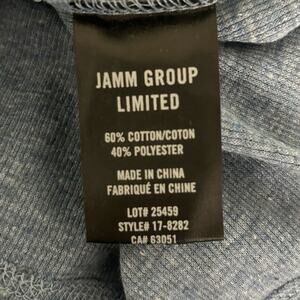 JAMM GROUP
LIMITED
60% COTTON/COTON
40% POLYESTER
MADE IN CHINA
FABRIQUÉ EN CHINE
LOT# 25459
STYLE# 17-8282
CA# 63051